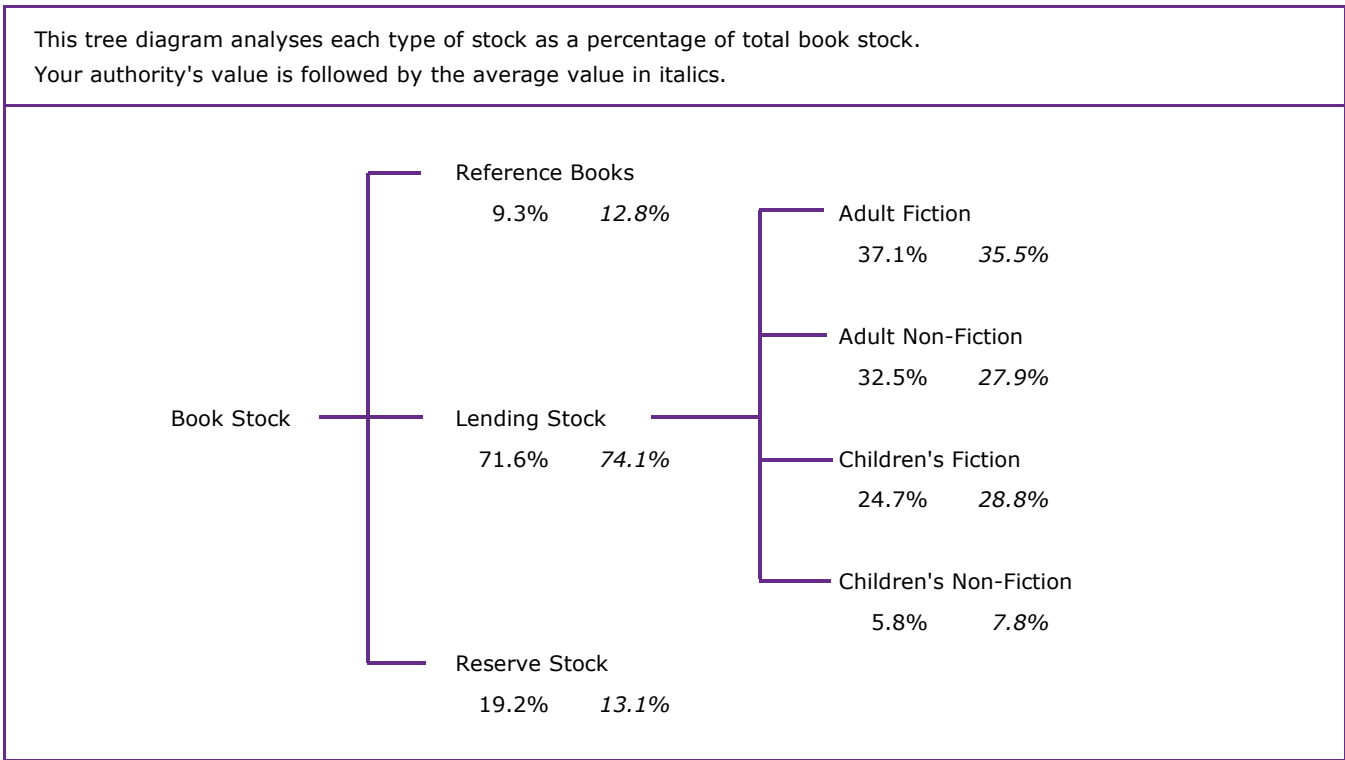 This tree diagram analyses each type of stock as a percentage of total book stock.
Your authority's value is followed by the average value in italics.
Reference Books
9.3% 12.8%
Adult Fiction
37.1% 35.5%
Adult Non-Fiction
32.5% 27.9%
Book Stock
Lending Stock
71.6% 74.1%
Children's Fiction
24.7% 28.8%
Children's Non-Fiction
5.8% 7.8%
Reserve Stock
19.2% 13.1%